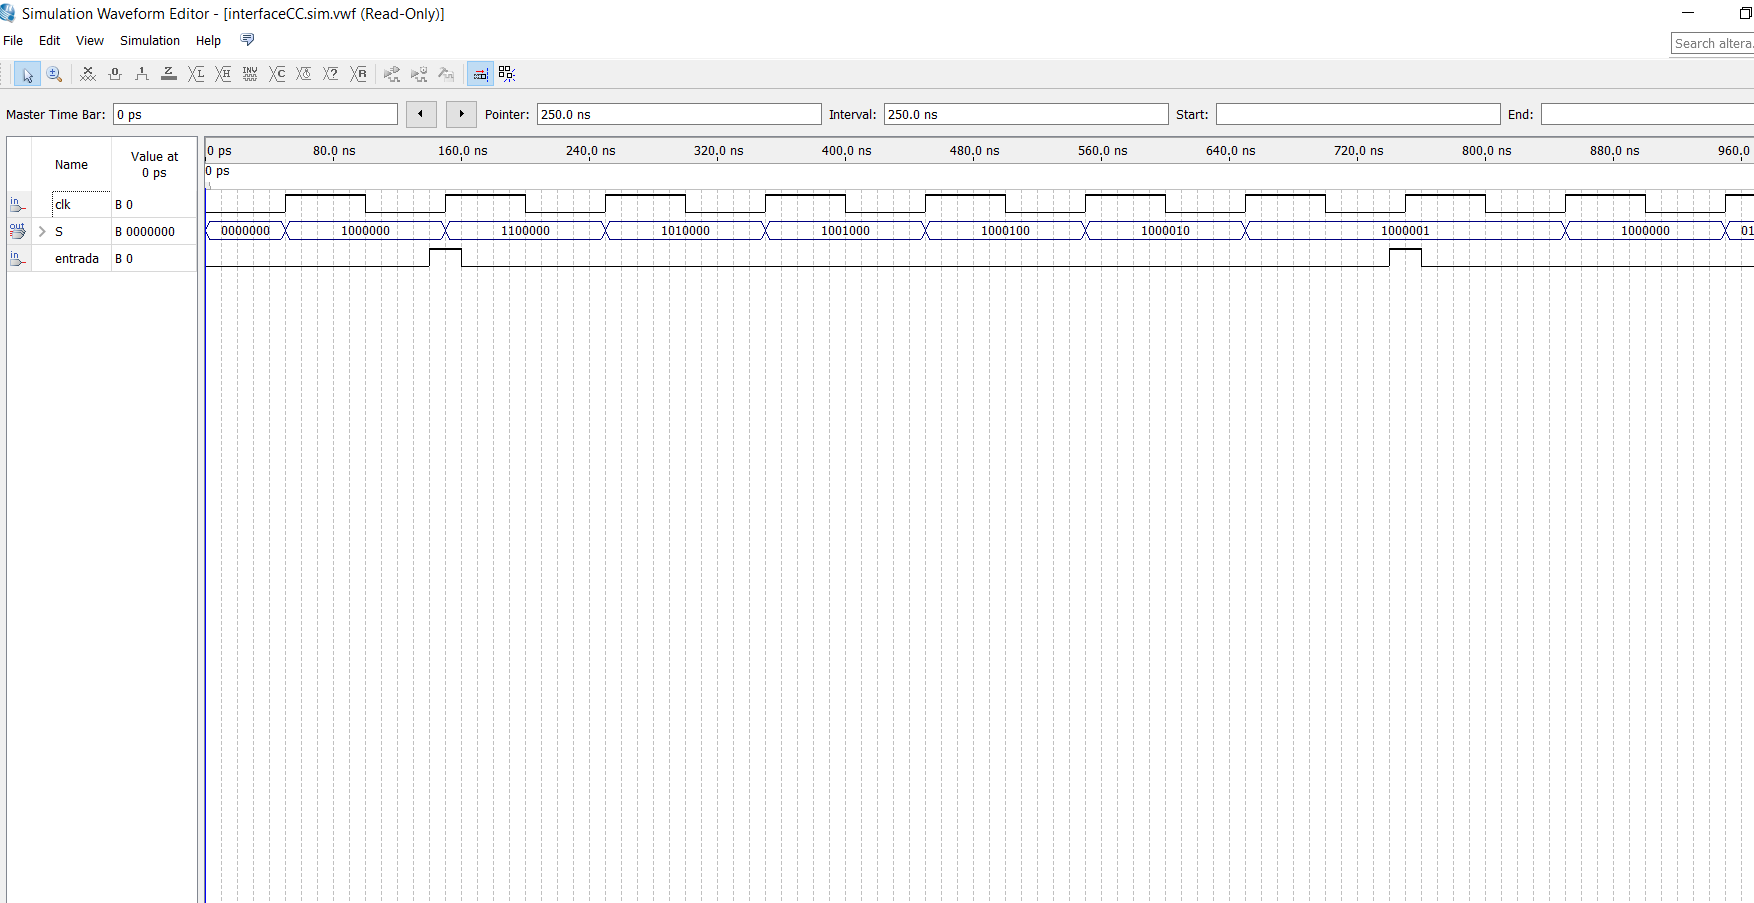 Simulation Waveform Editor - [interfaceCC.sim.vwf (Read-Only)]
File Edit View Simulation Help
Search altera.
Master Time Bar: 0 ps Pointer: 250.0 ns Interval: 250.0 ns Start: End:
Name Value at 0 ps
0 ps 80.0 ns 160.0 ns 240.0 ns 320.0 ns 400.0 ns 480.0 ns 560.0 ns 640.0 ns 720.0 ns 800.0 ns 880.0 ns 960.0
0 ps
in clk B 0
out S B 0000000 0000000 1000000 1100000 1010000 1001000 1000100 1000010 1000001 1000000 01
in entrada B 0